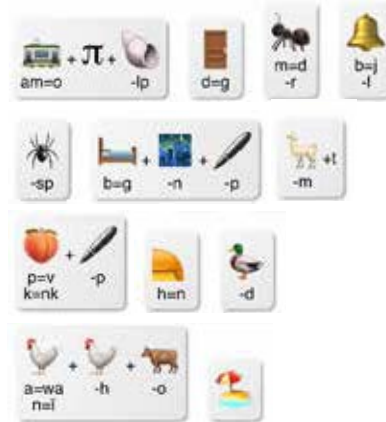 + π +
am=o -lp d=g m=d b=j
-r -l
+ + +t
-sp b=g -n -p -m
+
p=v -p h=n -d
k=nk
+ +
a=wa -h -o
n=l